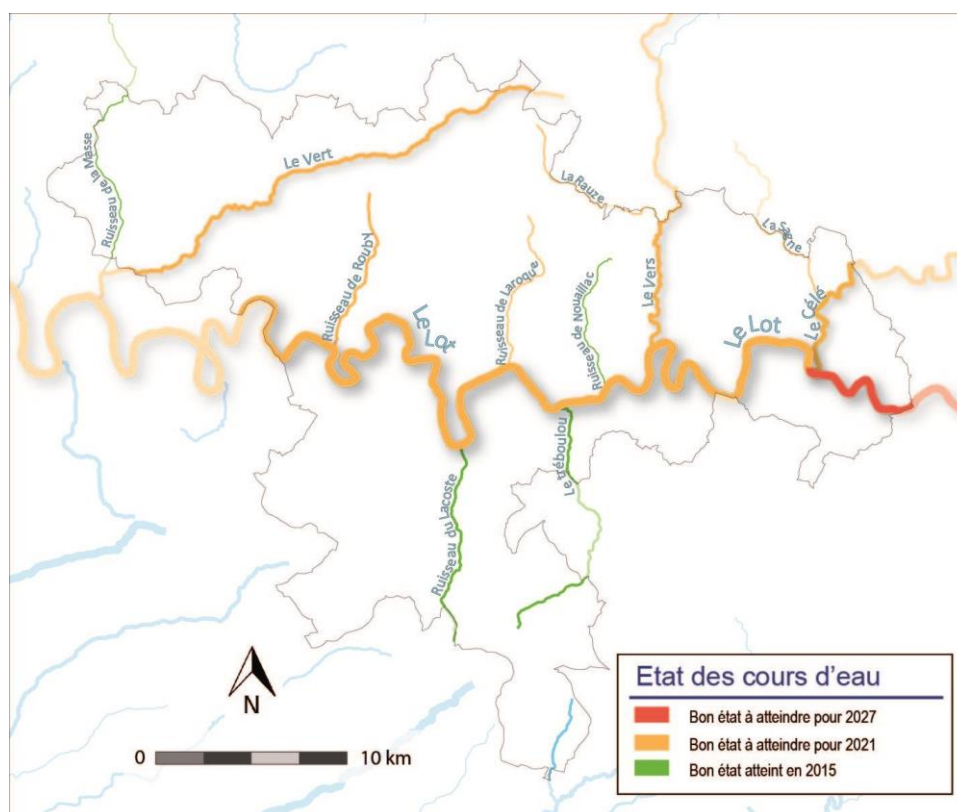 Ruisseau de la Masse
Le Vert
La Rauze
La Sagne
Ruisseau de Rouby
Le Lot
Ruisseau de Laroque
Ruisseau de Nouaillac
Le Vers
Le Lot
Le Célé
Ruisseau du Lacoste
Le tréboulou
N
0 10 km
Etat des cours d'eau
Bon état à atteindre pour 2027
Bon état à atteindre pour 2021
Bon état atteint en 2015